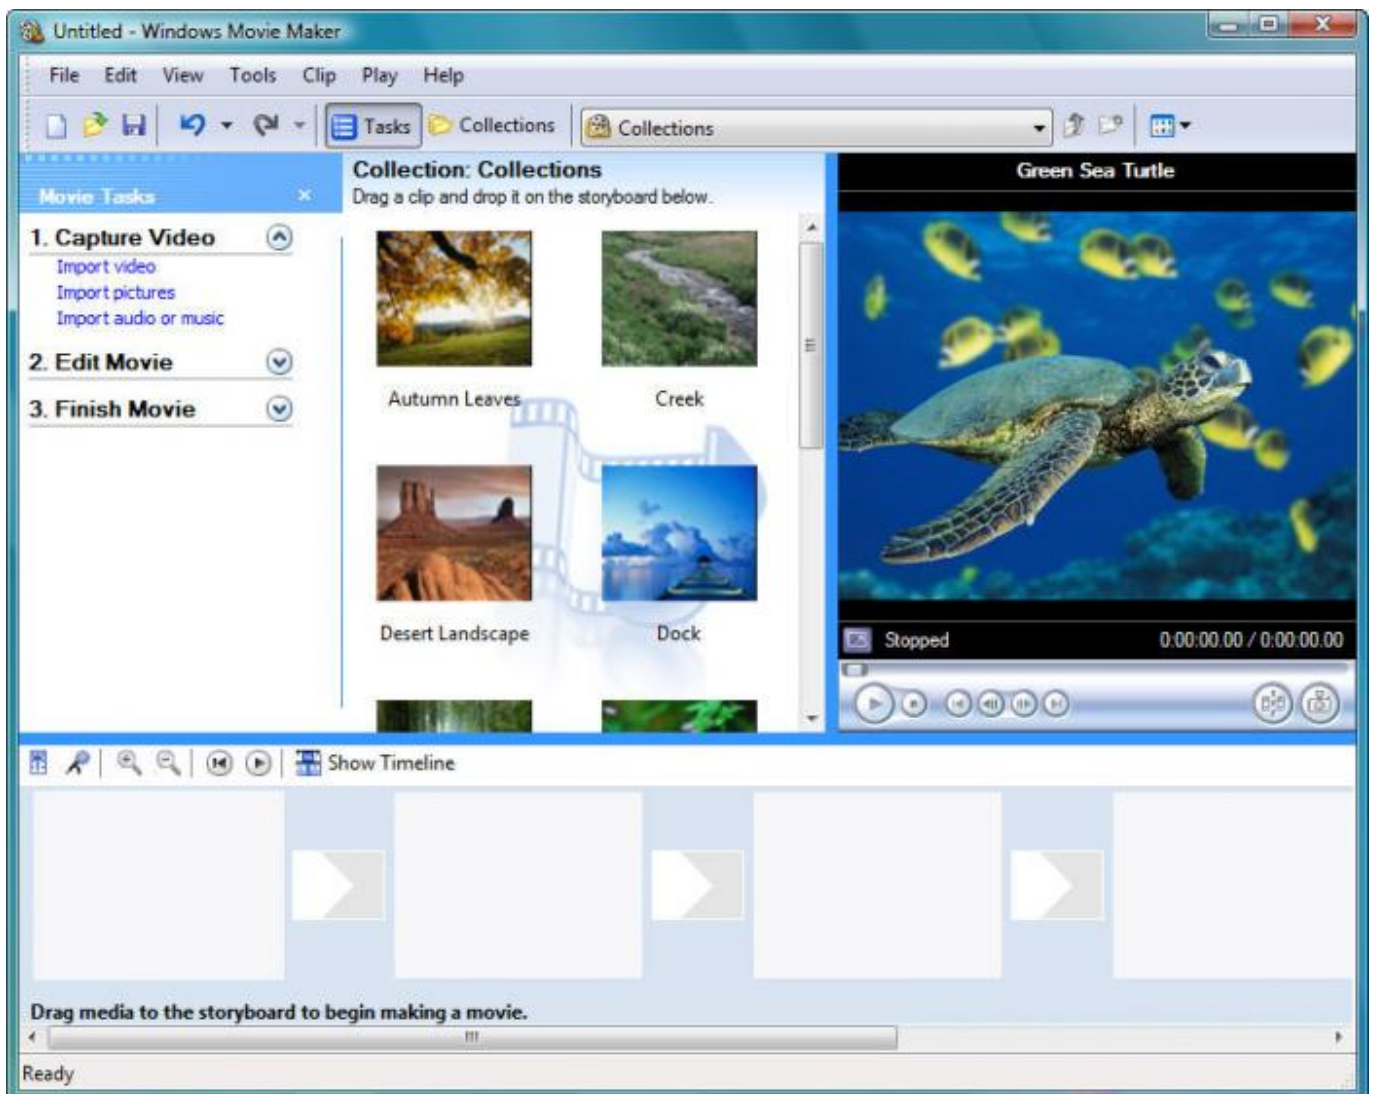 Untitled - Windows Movie Maker
File Edit View Tools Clip Play Help
Tasks Collections Collections
Movie Tasks
1. Capture Video
Import video
Import pictures
Import audio or music
2. Edit Movie
3. Finish Movie
Collection: Collections
Drag a clip and drop it on the storyboard below.
Autumn Leaves Creek
Desert Landscape Dock
Green Sea Turtle
Stopped 0:00:00.00 / 0:00:00.00
Show Timeline
Drag media to the storyboard to begin making a movie.
Ready